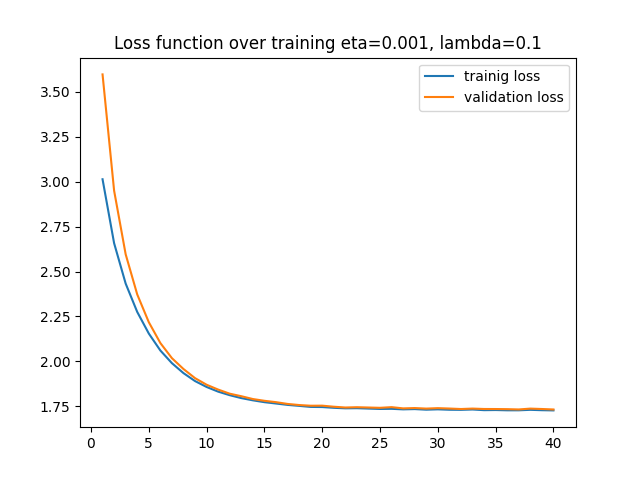 Loss function over training eta=0.001, lambda=0.1
trainig loss
validation loss
3.50
3.25
3.00
2.75
2.50
2.25
2.00
1.75
0 5 10 15 20 25 30 35 40